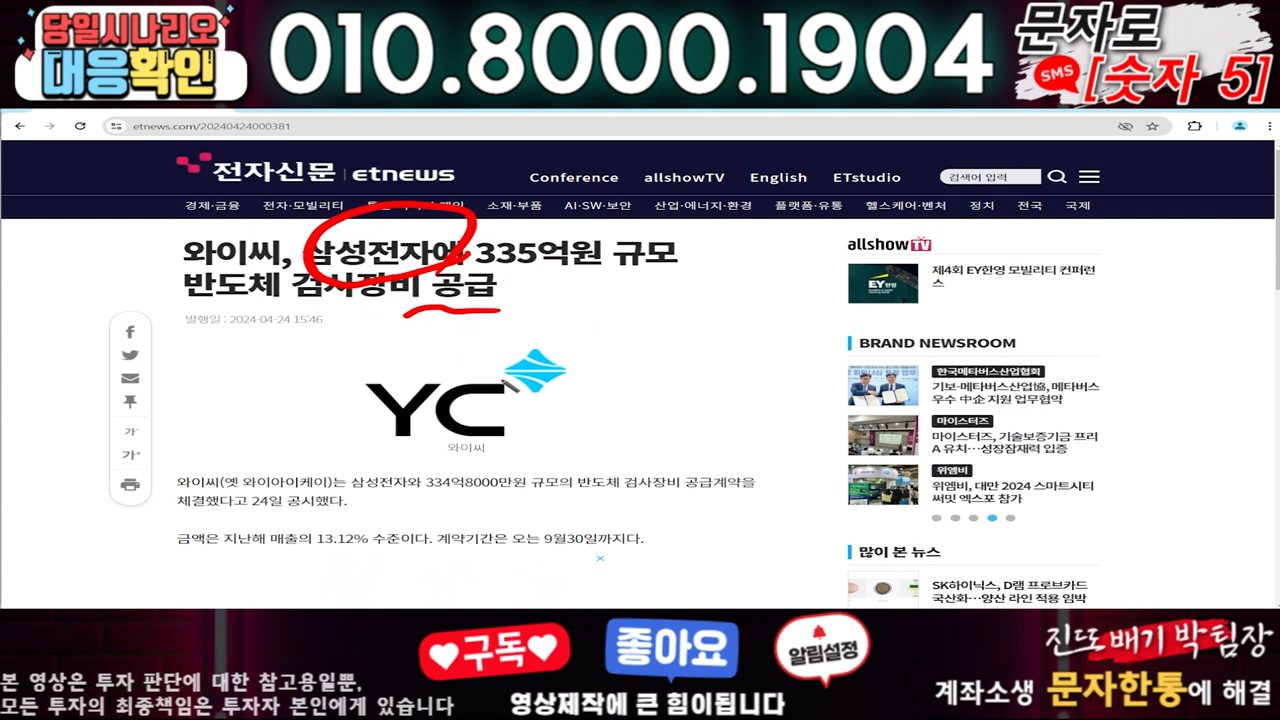 당일시나리오
대응확인
010.8000.1904
문자로
SMS
[숫자 5]
etnews.com/20240424000381
전자신문 | etnews
Conference allshowTV English ETstudio
검색어 입력
경제·금융 전자·모빌리티 소재·부품 AI·SW·보안 산업·에너지·환경 플랫폼·유통 헬스케어·벤처 정치 전국 국제
와이씨, 삼성전자에 335억원 규모
반도체 검사장비 공급
발행일 : 2024-04-24 15:46
가-
가+
YC
와이씨
와이씨(옛 와이아이케이)는 삼성전자와 334억8000만원 규모의 반도체 검사장비 공급계약을
체결했다고 24일 공시했다.
금액은 지난해 매출의 13.12% 수준이다. 계약기간은 오는 9월30일까지다.
allshow TV
EY한영
제4회 EY한영 모빌리티 컨퍼런
스
BRAND NEWSROOM
한국메타버스산업협회
기보-메타버스산업協, 메타버스
우수 中企 지원 업무협약
마이스터즈
마이스터즈, 기술보증기금 프리
A 유치…성장잠재력 입증
위엠비
위엠비, 대만 2024 스마트시티
써밋 엑스포 참가
많이 본 뉴스
SK하이닉스, D램 프로브카드
국산화…양산 라인 적용 임박
구독
좋아요
알림설정
영상제작에 큰 힘이됩니다
본 영상은 투자 판단에 대한 참고용일뿐,
모든 투자의 최종책임은 투자자 본인에게 있습니다
진또배기 박팀장
계좌소생 문자한통에 해결